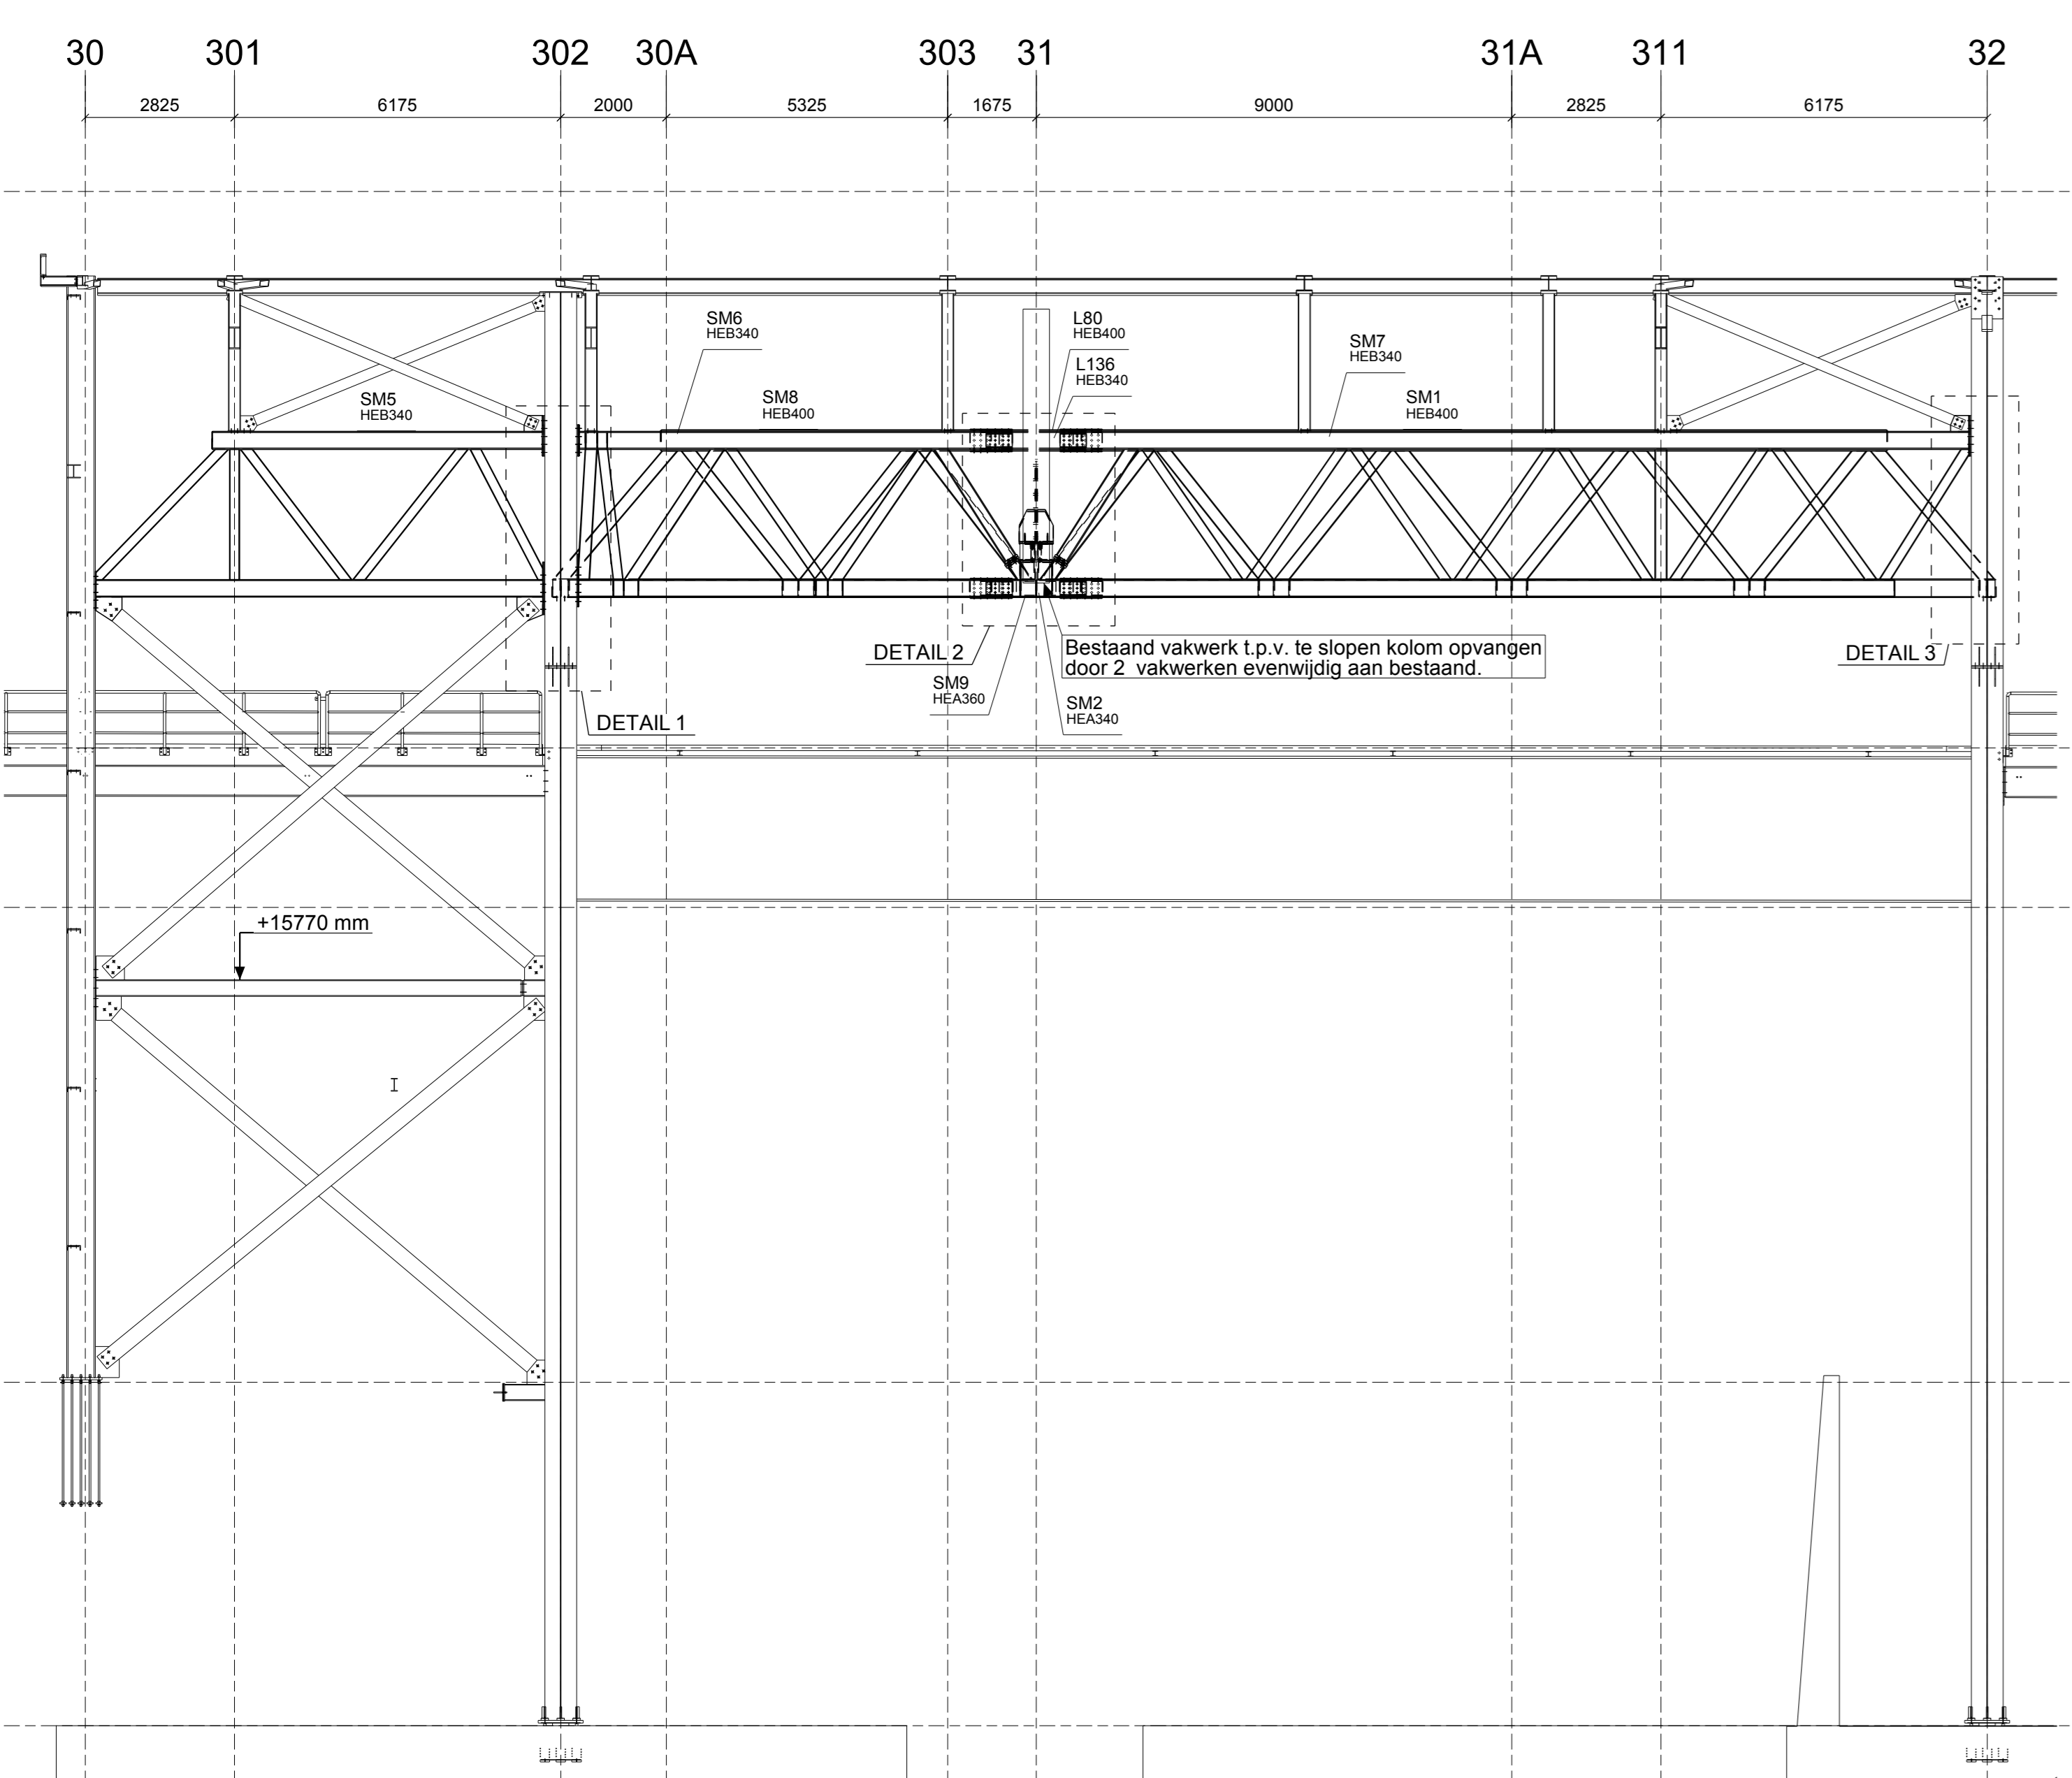 30 301 302 30A 303 31 31A 311 32
2825 6175 2000 5325 1675 9000 2825 6175
SM6
HEB340
L80
HEB400
SM7
HEB340
L136
HEB340
SM5
HEB340
SM8
HEB400
SM1
HEB400
DETAIL 2
Bestaand vakwerk t.p.v. te slopen kolom opvangen
door 2 vakwerken evenwijdig aan bestaand.
DETAIL 3
SM9
HEA360
SM2
HEA340
DETAIL 1
+15770 mm